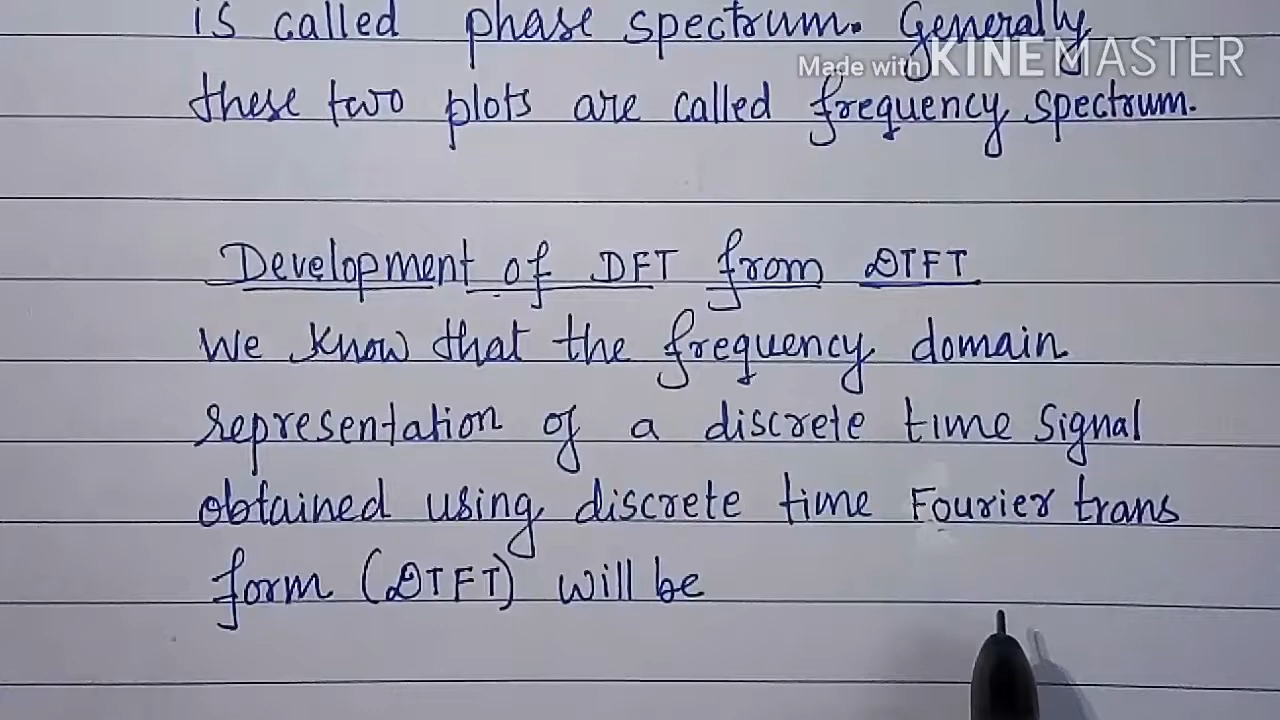 is called phase spectrum. Generally
Made with KINEMASTER
these two plots are called frequency spectrum.
Development of DFT from DTFT
We know that the frequency domain
representation of a discrete time signal
obtained using discrete time Fourier trans
form (DTFT) will be